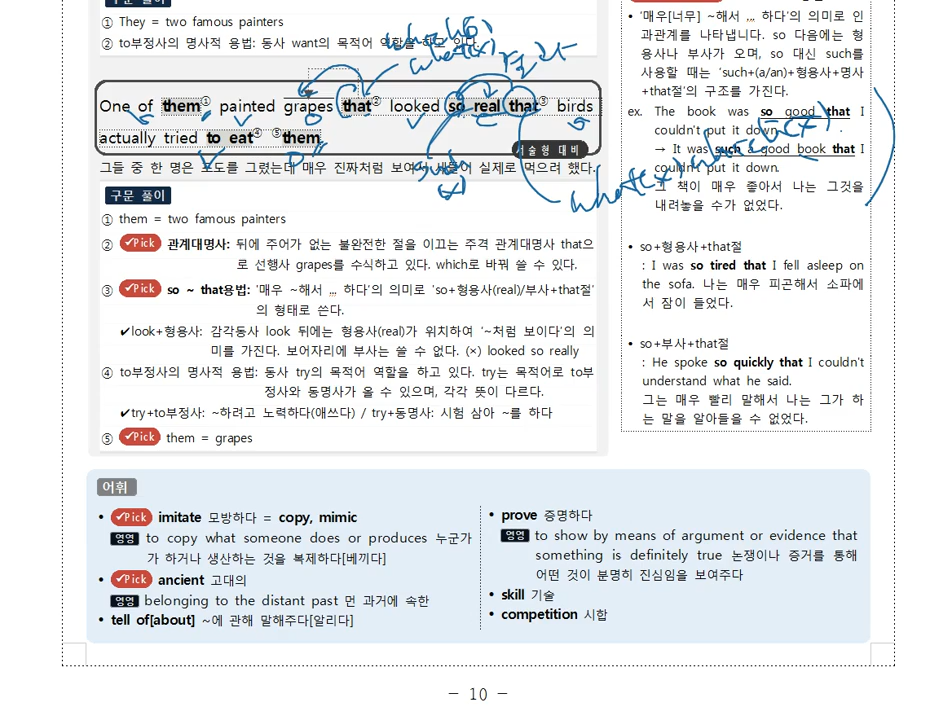 ① They = two famous painters
② to부정사의 명사적 용법: 동사 want의 목적어 역할을 하고 있다.
which(o)
what(x)
One of them① painted grapes that② looked so real that③ birds
actually tried to eat④ ⑤them.
서술형 대비
그들 중 한 명은 포도를 그렸는데 매우 진짜처럼 보여서 새들이 실제로 먹으려 했다.
what(x)
which(x)
구문 풀이
① them = two famous painters
② ✔Pick 관계대명사: 뒤에 주어가 없는 불완전한 절을 이끄는 주격 관계대명사 that으
로 선행사 grapes를 수식하고 있다. which로 바꿔 쓸 수 있다.
③ ✔Pick so ~ that용법: '매우 ~해서 ... 하다'의 의미로 'so+형용사(real)/부사+that절'
의 형태로 쓴다.
✔look+형용사: 감각동사 look 뒤에는 형용사(real)가 위치하여 '~처럼 보이다'의 의
미를 가진다. 보어자리에 부사는 쓸 수 없다. (×) looked so really
④ to부정사의 명사적 용법: 동사 try의 목적어 역할을 하고 있다. try는 목적어로 to부
정사와 동명사가 올 수 있으며, 각각 뜻이 다르다.
✔try+to부정사: ~하려고 노력하다(애쓰다) / try+동명사: 시험 삼아 ~를 하다
⑤ ✔Pick them = grapes
• '매우[너무] ~해서 ... 하다'의 의미로 인
과관계를 나타냅니다. so 다음에는 형
용사나 부사가 오며, so 대신 such를
사용할 때는 'such+(a/an)+형용사+명사
+that절'의 구조를 가진다.
ex. The book was so good that I
couldn't put it down.
→ It was such a good book that I
couldn't put it down.
그 책이 매우 좋아서 나는 그것을
내려놓을 수가 없었다.
• so+형용사+that절
: I was so tired that I fell asleep on
the sofa. 나는 매우 피곤해서 소파에
서 잠이 들었다.
• so+부사+that절
: He spoke so quickly that I couldn't
understand what he said.
그는 매우 빨리 말해서 나는 그가 하
는 말을 알아들을 수 없었다.
어휘
• ✔Pick imitate 모방하다 = copy, mimic
영영 to copy what someone does or produces 누군가
가 하거나 생산하는 것을 복제하다[베끼다]
• ✔Pick ancient 고대의
영영 belonging to the distant past 먼 과거에 속한
• tell of[about] ~에 관해 말해주다[알리다]
• prove 증명하다
영영 to show by means of argument or evidence that
something is definitely true 논쟁이나 증거를 통해
어떤 것이 분명히 진실임을 보여주다
• skill 기술
• competition 시합
- 10 -